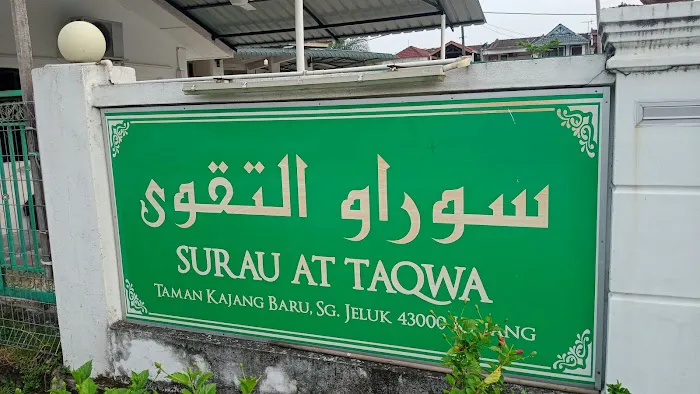 سوراو التقوى
SURAU AT TAQWA
TAMAN KAJANG BARU, SG. JELUK 43000